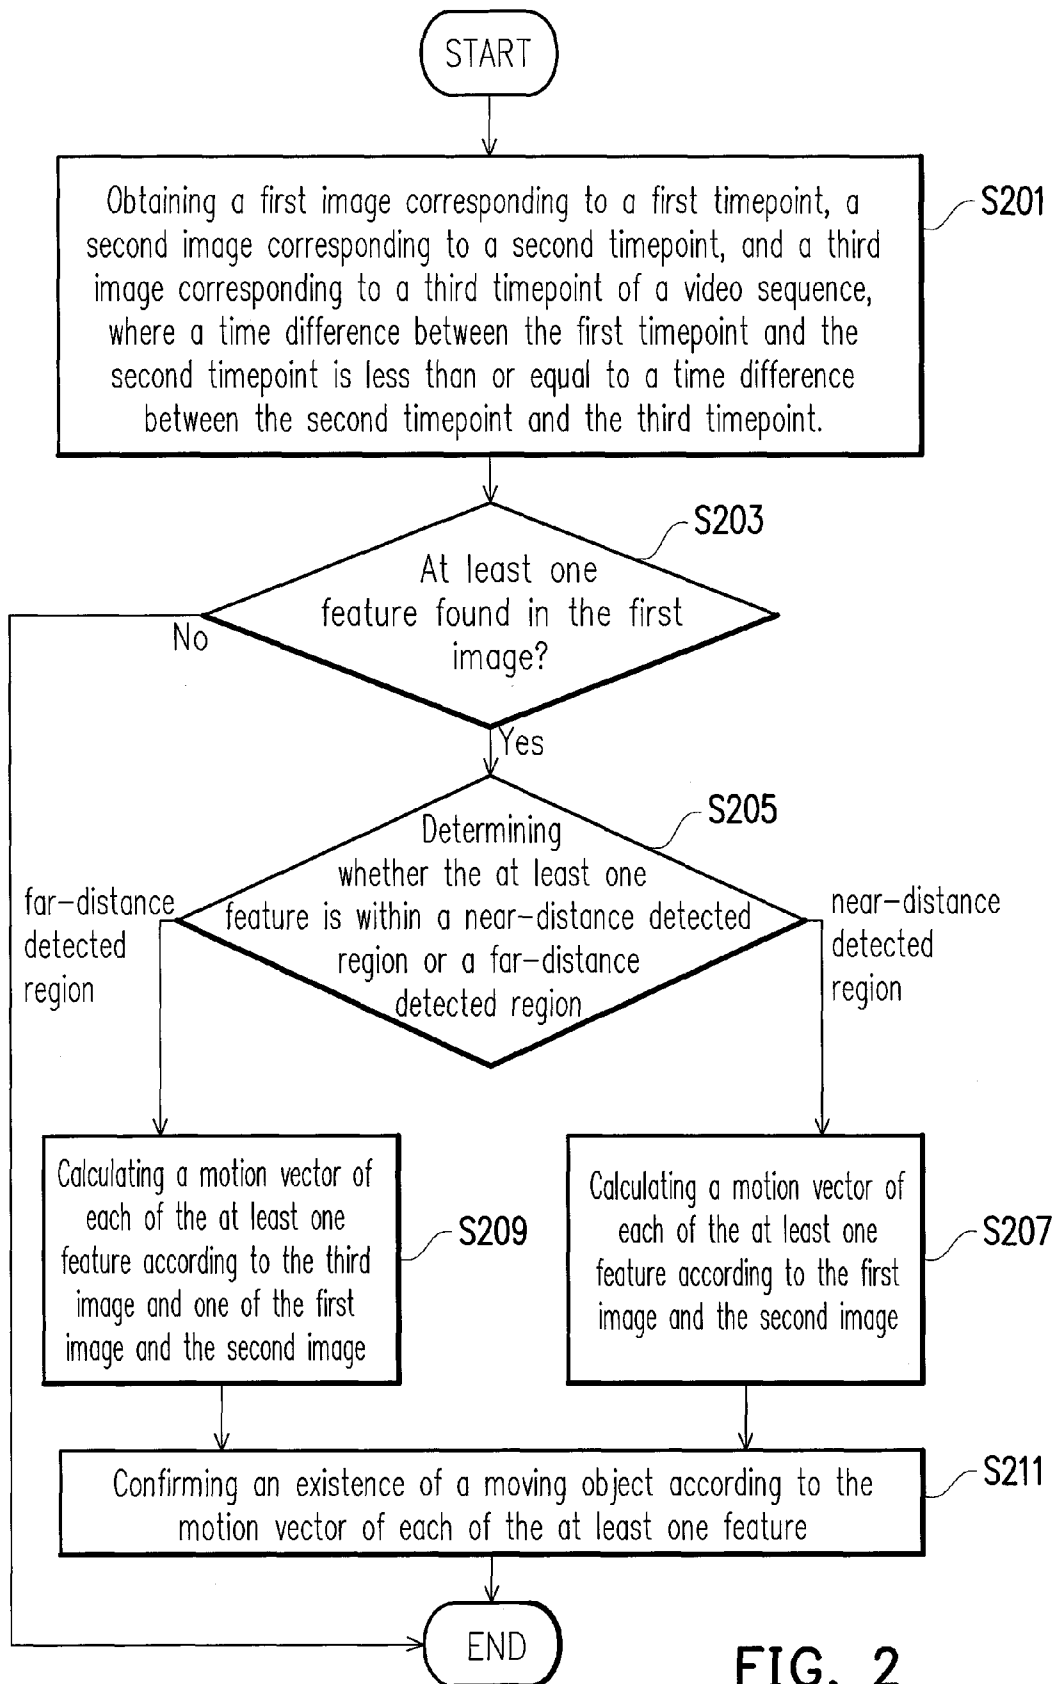 START
Obtaining a first image corresponding to a first timepoint, a
second image corresponding to a second timepoint, and a third
image corresponding to a third timepoint of a video sequence,
where a time difference between the first timepoint and the
second timepoint is less than or equal to a time difference
between the second timepoint and the third timepoint.
S201
At least one
feature found in the first
image?
S203
No
Yes
Determining
whether the at least one
feature is within a near-distance detected
region or a far-distance
detected region
S205
far-distance
detected
region
near-distance
detected
region
Calculating a motion vector of
each of the at least one
feature according to the third
image and one of the first
image and the second image
S209
Calculating a motion vector of
each of the at least one
feature according to the first
image and the second image
S207
Confirming an existence of a moving object according to the
motion vector of each of the at least one feature
S211
END
FIG. 2